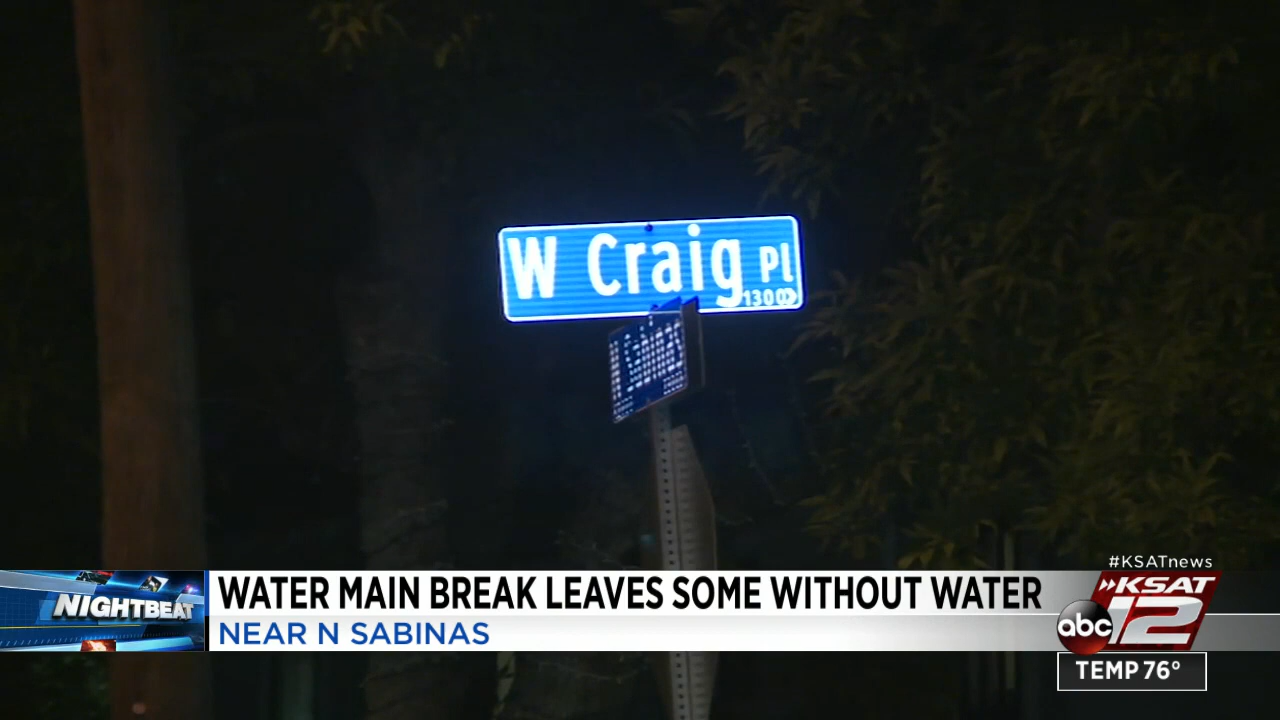 W Craig Pl
1300
#KSATnews
NIGHTBEAT
WATER MAIN BREAK LEAVES SOME WITHOUT WATER
NEAR N SABINAS
KSAT
abc 12
TEMP 76°